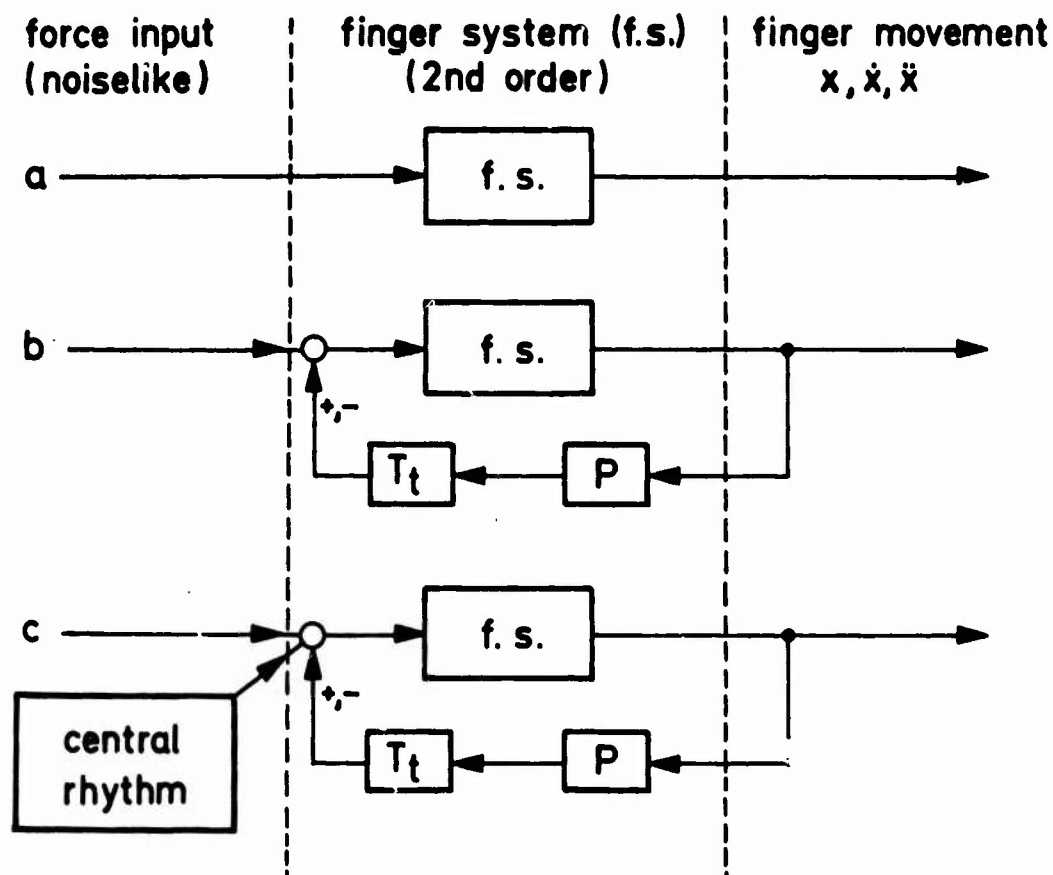 force input
(noiselike)
finger system (f.s.)
(2nd order)
finger movement
x, ẋ, ẍ
a
f. s.
b
f. s.
+,-
Tt
P
c
f. s.
+,-
central
rhythm
Tt
P